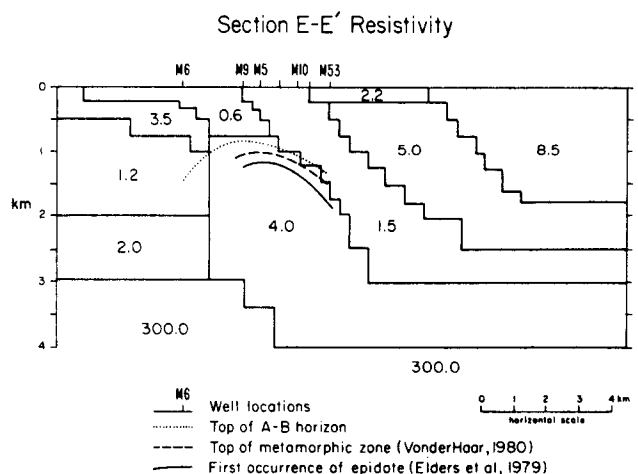 Section E-E' Resistivity
M6 M9 M5 M10 M53
0
2.2
3.5 0.6
1 5.0 8.5
1.2
km
2 4.0 1.5
2.0
3
300.0
4
300.0
M6
Well locations
Top of A-B horizon
Top of metamorphic zone (VonderHaar, 1980)
First occurrence of epidote (Elders et al, 1979)
0 1 2 3 4 km
horizontal scale